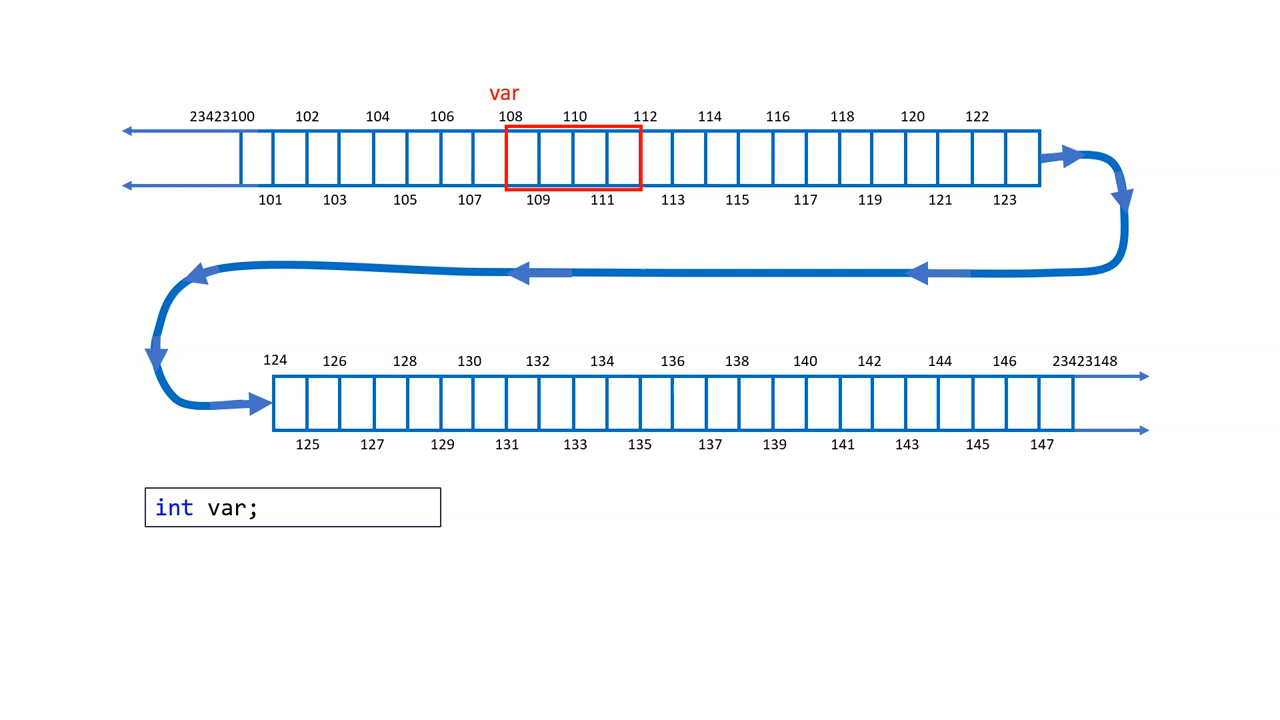 var
23423100 102 104 106 108 110 112 114 116 118 120 122
101 103 105 107 109 111 113 115 117 119 121 123
124 126 128 130 132 134 136 138 140 142 144 146 23423148
125 127 129 131 133 135 137 139 141 143 145 147
int var;